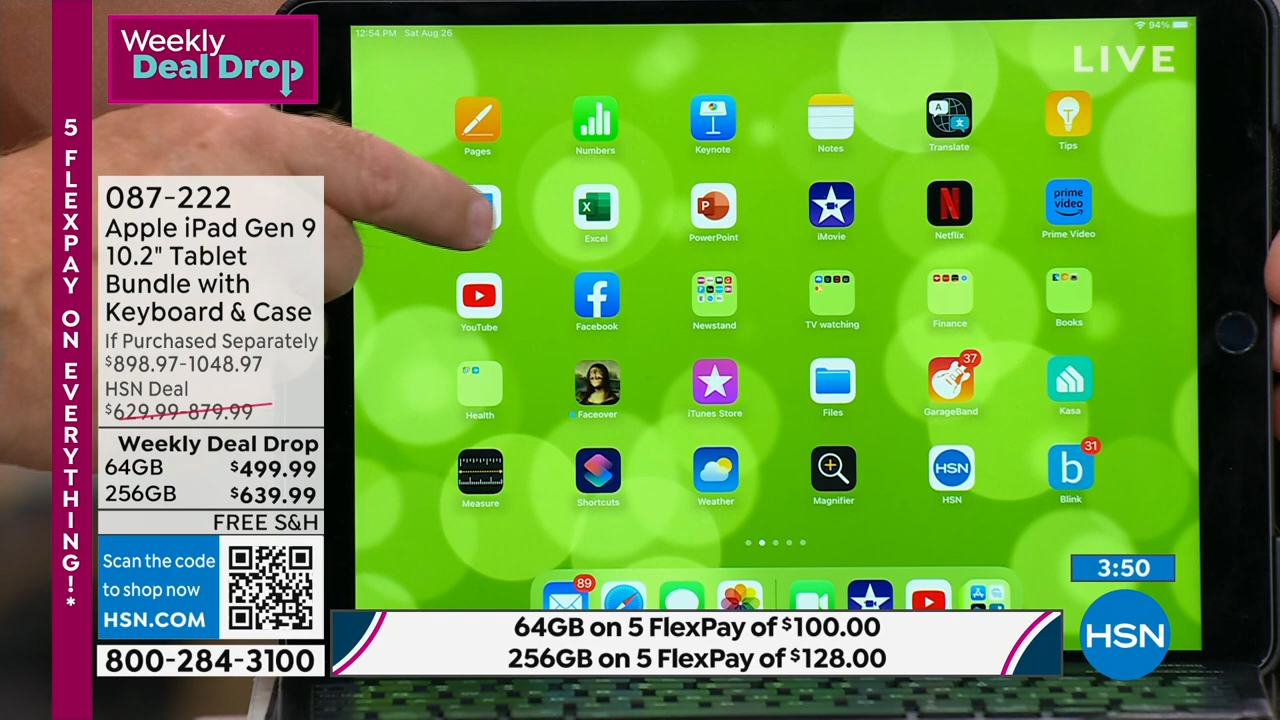 Weekly
Deal Drop
5 FLEXPAY ON EVERYTHING!*
087-222
Apple iPad Gen 9
10.2" Tablet
Bundle with
Keyboard & Case
If Purchased Separately
$898.97-1048.97
HSN Deal
$629.99-879.99
Weekly Deal Drop
64GB $499.99
256GB $639.99
FREE S&H
Scan the code
to shop now
HSN.COM
800-284-3100
12:54 PM Sat Aug 26
94%
LIVE
Pages Numbers Keynote Notes Translate Tips
Excel PowerPoint iMovie Netflix Prime Video
prime
video
YouTube Facebook Newstand TV watching Finance Books
37
Health Faceover iTunes Store Files GarageBand Kasa
31
HSN
Measure Shortcuts Weather Magnifier HSN Blink
89
3:50
64GB on 5 FlexPay of $100.00
256GB on 5 FlexPay of $128.00
HSN